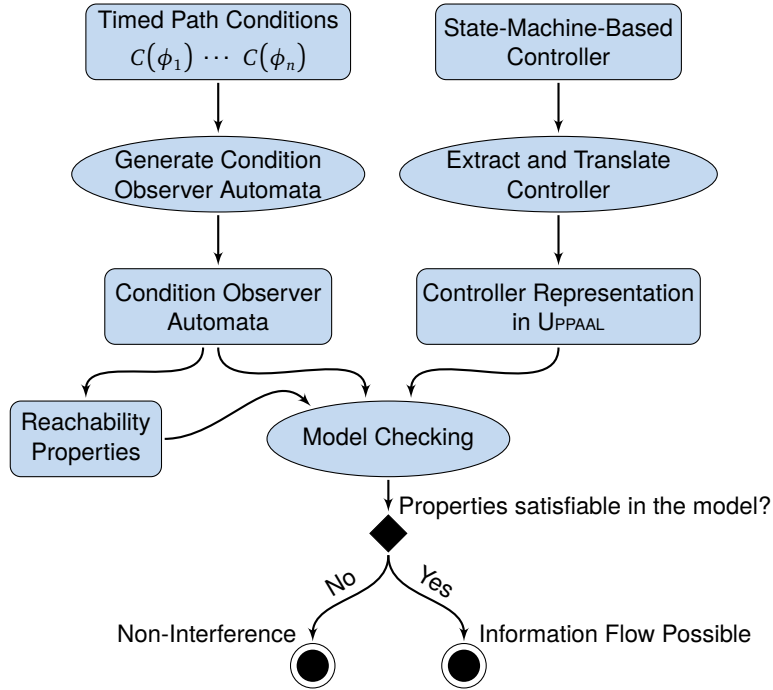 Timed Path Conditions
C(ϕ₁) ⋯ C(ϕₙ)
State-Machine-Based
Controller
Generate Condition
Observer Automata
Extract and Translate
Controller
Condition Observer
Automata
Controller Representation
in UPPAAL
Reachability
Properties
Model Checking
Properties satisfiable in the model?
No
Yes
Non-Interference
Information Flow Possible